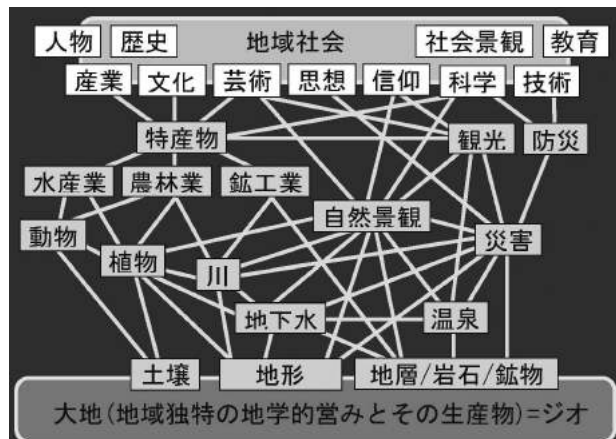 人物 歴史 地域社会 社会景観 教育
産業 文化 芸術 思想 信仰 科学 技術
特産物 観光 防災
水産業 農林業 鉱工業
自然景観
動物 災害
植物 川
地下水 温泉
土壌 地形 地層/岩石/鉱物
大地(地域独特の地学的営みとその生産物)=ジオ